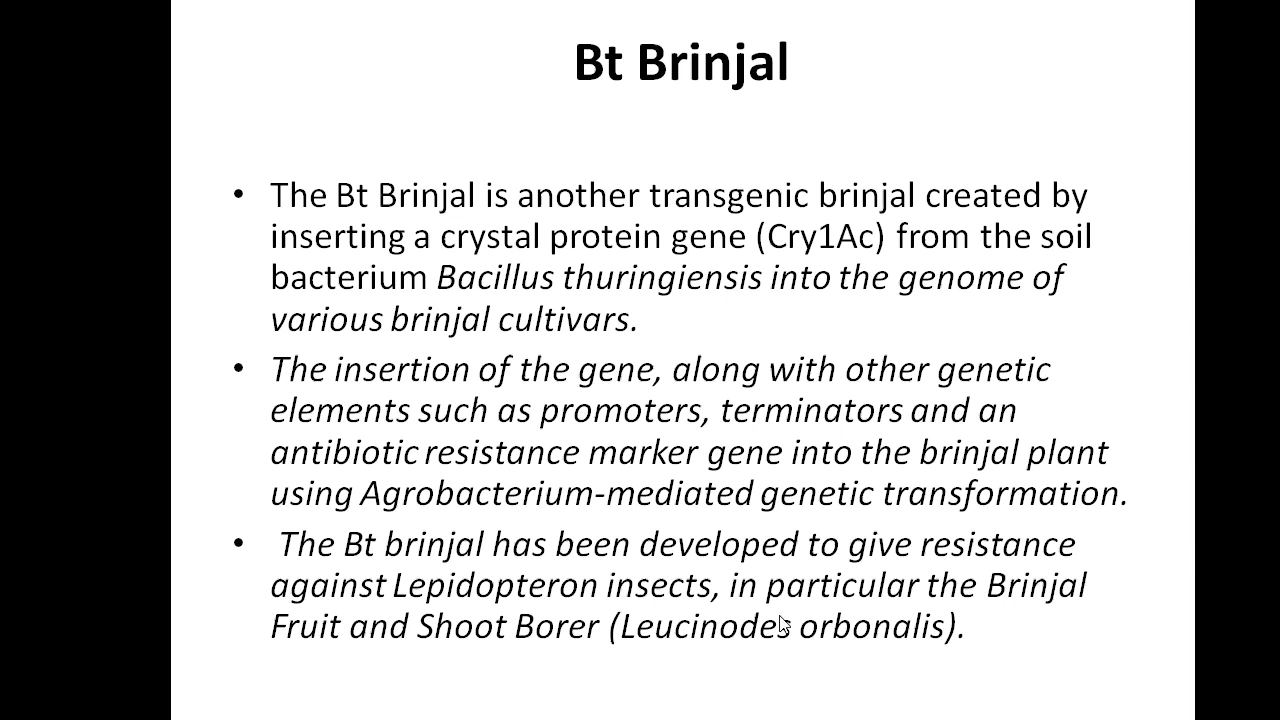 Bt Brinjal
• The Bt Brinjal is another transgenic brinjal created by
inserting a crystal protein gene (Cry1Ac) from the soil
bacterium Bacillus thuringiensis into the genome of
various brinjal cultivars.
• The insertion of the gene, along with other genetic
elements such as promoters, terminators and an
antibiotic resistance marker gene into the brinjal plant
using Agrobacterium-mediated genetic transformation.
• The Bt brinjal has been developed to give resistance
against Lepidopteron insects, in particular the Brinjal
Fruit and Shoot Borer (Leucinodes orbonalis).